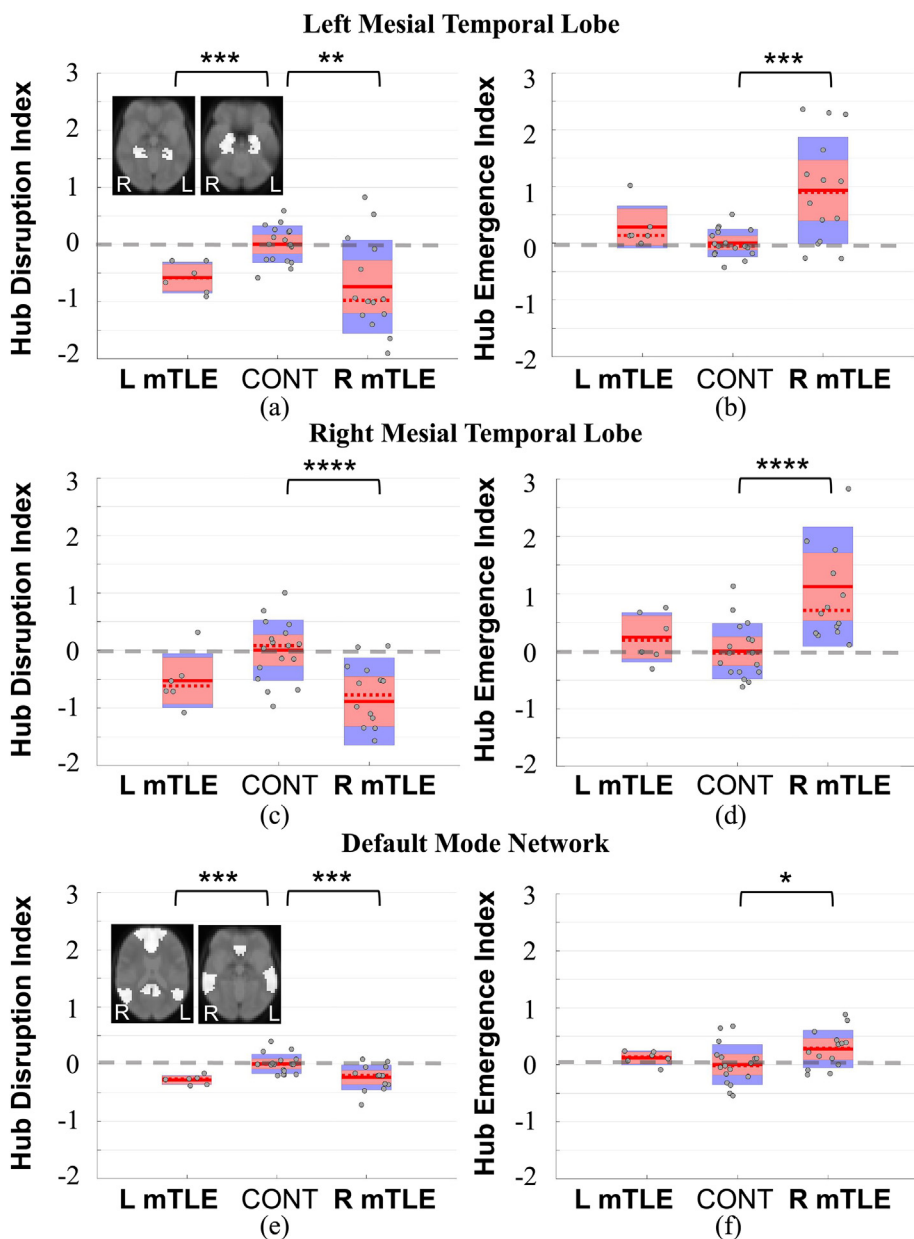 Left Mesial Temporal Lobe
*** **
Hub Disruption Index
3
2
1
0
-1
-2
R L R L
L mTLE CONT R mTLE
(a)
***
Hub Emergence Index
3
2
1
0
1
2
L mTLE CONT R mTLE
(b)
Right Mesial Temporal Lobe
****
Hub Disruption Index
3
2
1
0
-1
-2
L mTLE CONT R mTLE
(c)
****
Hub Emergence Index
3
2
1
0
-1
-2
L mTLE CONT R mTLE
(d)
Default Mode Network
*** ***
Hub Disruption Index
3
2
1
0
-1
-2
R L R L
L mTLE CONT R mTLE
(e)
*
Hub Emergence Index
3
2
1
0
-1
-2
L mTLE CONT R mTLE
(f)